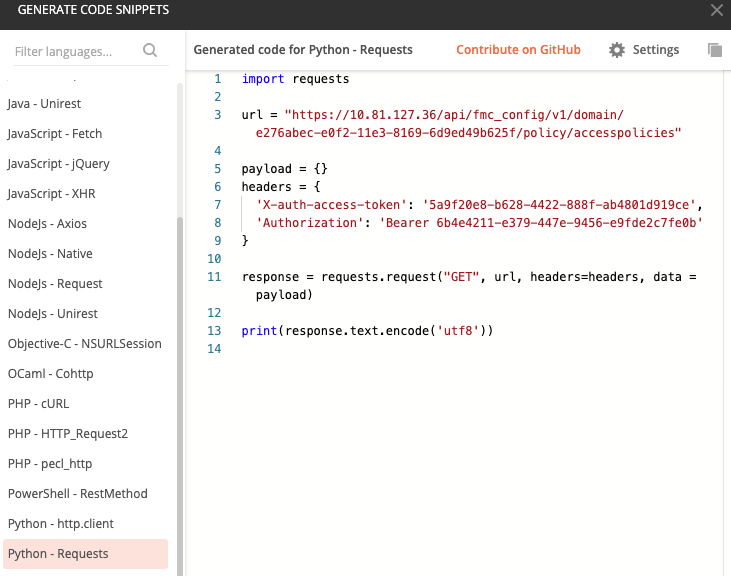 GENERATE CODE SNIPPETS
Filter languages...
Java - Unirest
JavaScript - Fetch
JavaScript - jQuery
JavaScript - XHR
NodeJs - Axios
NodeJs - Native
NodeJs - Request
NodeJs - Unirest
Objective-C - NSURLSession
OCaml - Cohttp
PHP - cURL
PHP - HTTP_Request2
PHP - pecl_http
PowerShell - RestMethod
Python - http.client
Python - Requests
Generated code for Python - Requests
Contribute on GitHub
Settings
1 import requests
2
3 url = "https://10.81.127.36/api/fmc_config/v1/domain/
e276abec-e0f2-11e3-8169-6d9ed49b625f/policy/accesspolicies"
4
5 payload = {}
6 headers = {
7 'X-auth-access-token': '5a9f20e8-b628-4422-888f-ab4801d919ce',
8 'Authorization': 'Bearer 6b4e4211-e379-447e-9456-e9fde2c7fe0b'
9 }
10
11 response = requests.request("GET", url, headers=headers, data =
payload)
12
13 print(response.text.encode('utf8'))
14